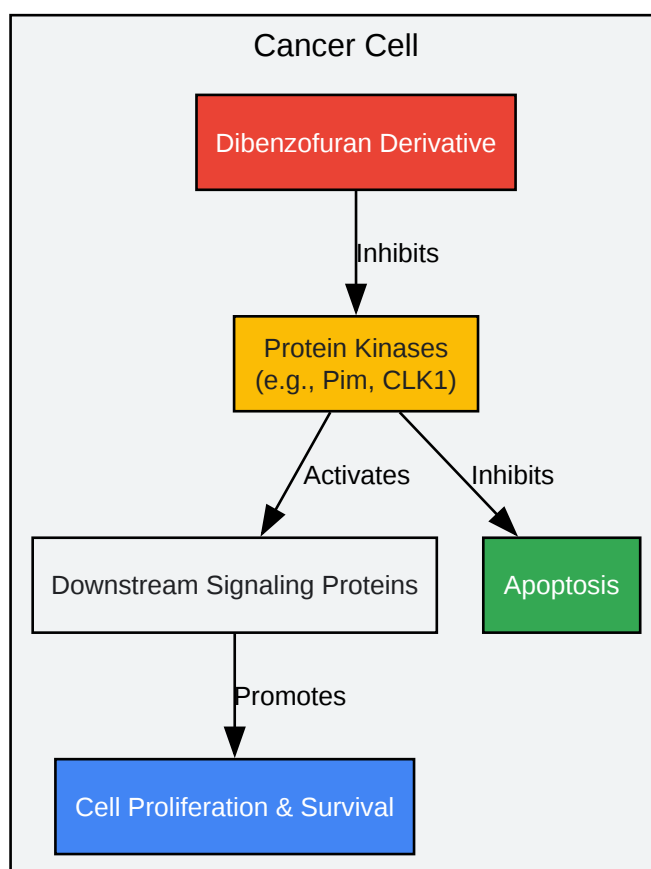 Cancer Cell
Dibenzofuran Derivative
Inhibits
Protein Kinases
(e.g., Pim, CLK1)
Activates
Inhibits
Downstream Signaling Proteins
Apoptosis
Promotes
Cell Proliferation & Survival